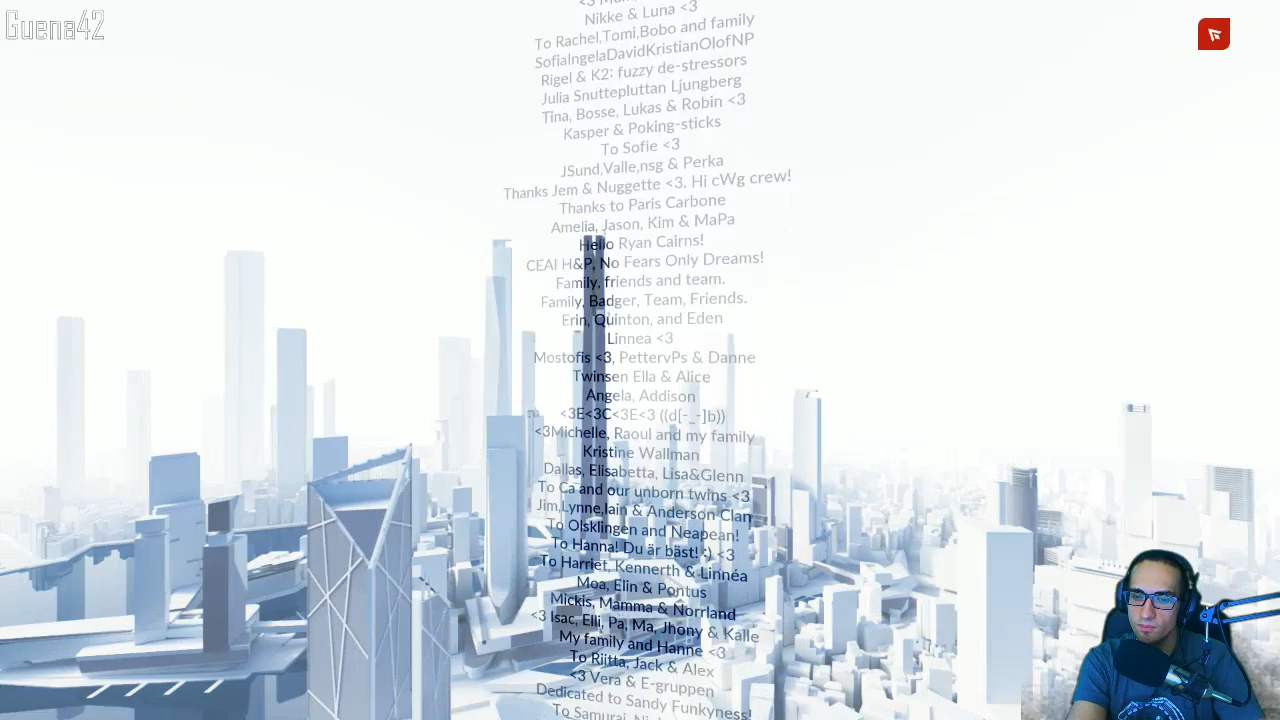 Guena42
Nikke & Luna <3
To Rachel,Tomi,Bobo and family
SofiaIngelaDavidKristianOlofNP
Rigel & K2: fuzzy de-stressors
Julia Snuttepluttan Ljungberg
Tina, Bosse, Lukas & Robin <3
Kasper & Poking-sticks
To Sofie <3
JSund,Valle,nsg & Perka
Thanks Jem & Nuggette <3. Hi cWg crew!
Thanks to Paris Carbone
Amelia, Jason, Kim & MaPa
Hello Ryan Cairns!
CEAI H&P, No Fears Only Dreams!
Family, friends and team.
Family, Badger, Team, Friends.
Erin, Quinton, and Eden
Linnea <3
Mostofis <3, PettervPs & Danne
Twinsen Ella & Alice
Angela, Addison
<3E<3C<3E<3 ((d[-_-]b))
<3Michelle, Raoul and my family
Kristine Wallman
Dallas, Elisabetta, Lisa&Glenn
To Ca and our unborn twins <3
Jim,Lynne,Iain & Anderson Clan
To Olsklingen and Neapean!
To Hanna! Du är bäst! :) <3
To Harriet, Kennerth & Linnéa
Moa, Elin & Pontus
Mickis, Mamma & Norrland
<3 Isac, Elli, Pa, Ma, Jhony & Kalle
My family and Hanne <3
To Riitta, Jack & Alex
<3 Vera & E-gruppen
Dedicated to Sandy Funkyness!
To Samurai,